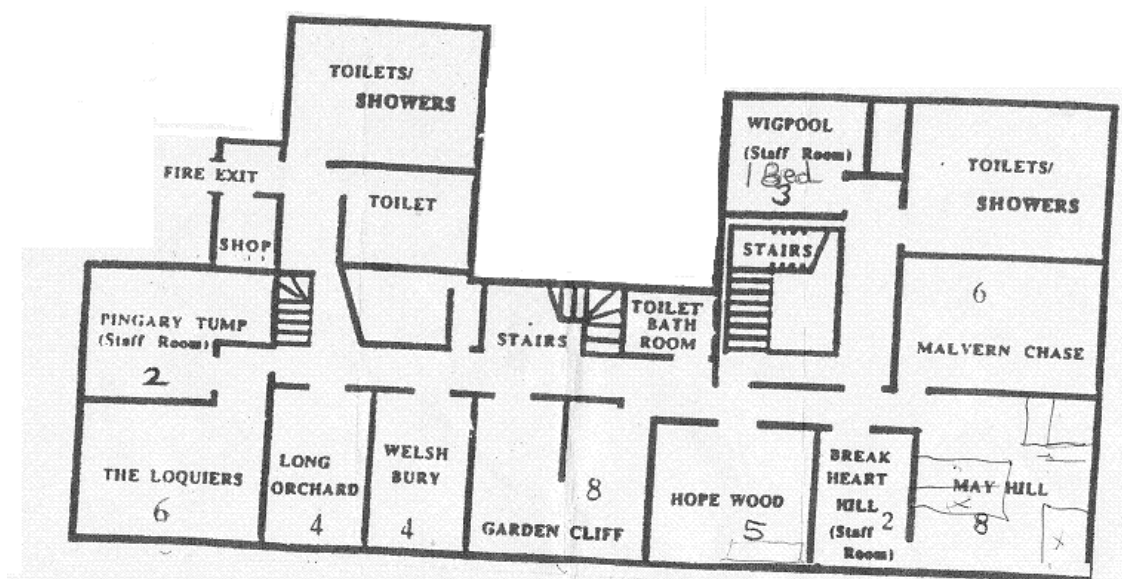 TOILETS/
SHOWERS
FIRE EXIT
TOILET
SHOP
WIGPOOL
(Staff Room)
1 Bed
3
TOILETS/
SHOWERS
STAIRS
PINGARY TUMP
(Staff Room)
2
STAIRS
TOILET
BATH
ROOM
6
MALVERN CHASE
THE LOQUIERS
6
LONG
ORCHARD
4
WELSH
BURY
4
8
GARDEN CLIFF
HOPE WOOD
5
BREAK
HEART
HILL
(Staff
Room)
2
MAY HILL
8